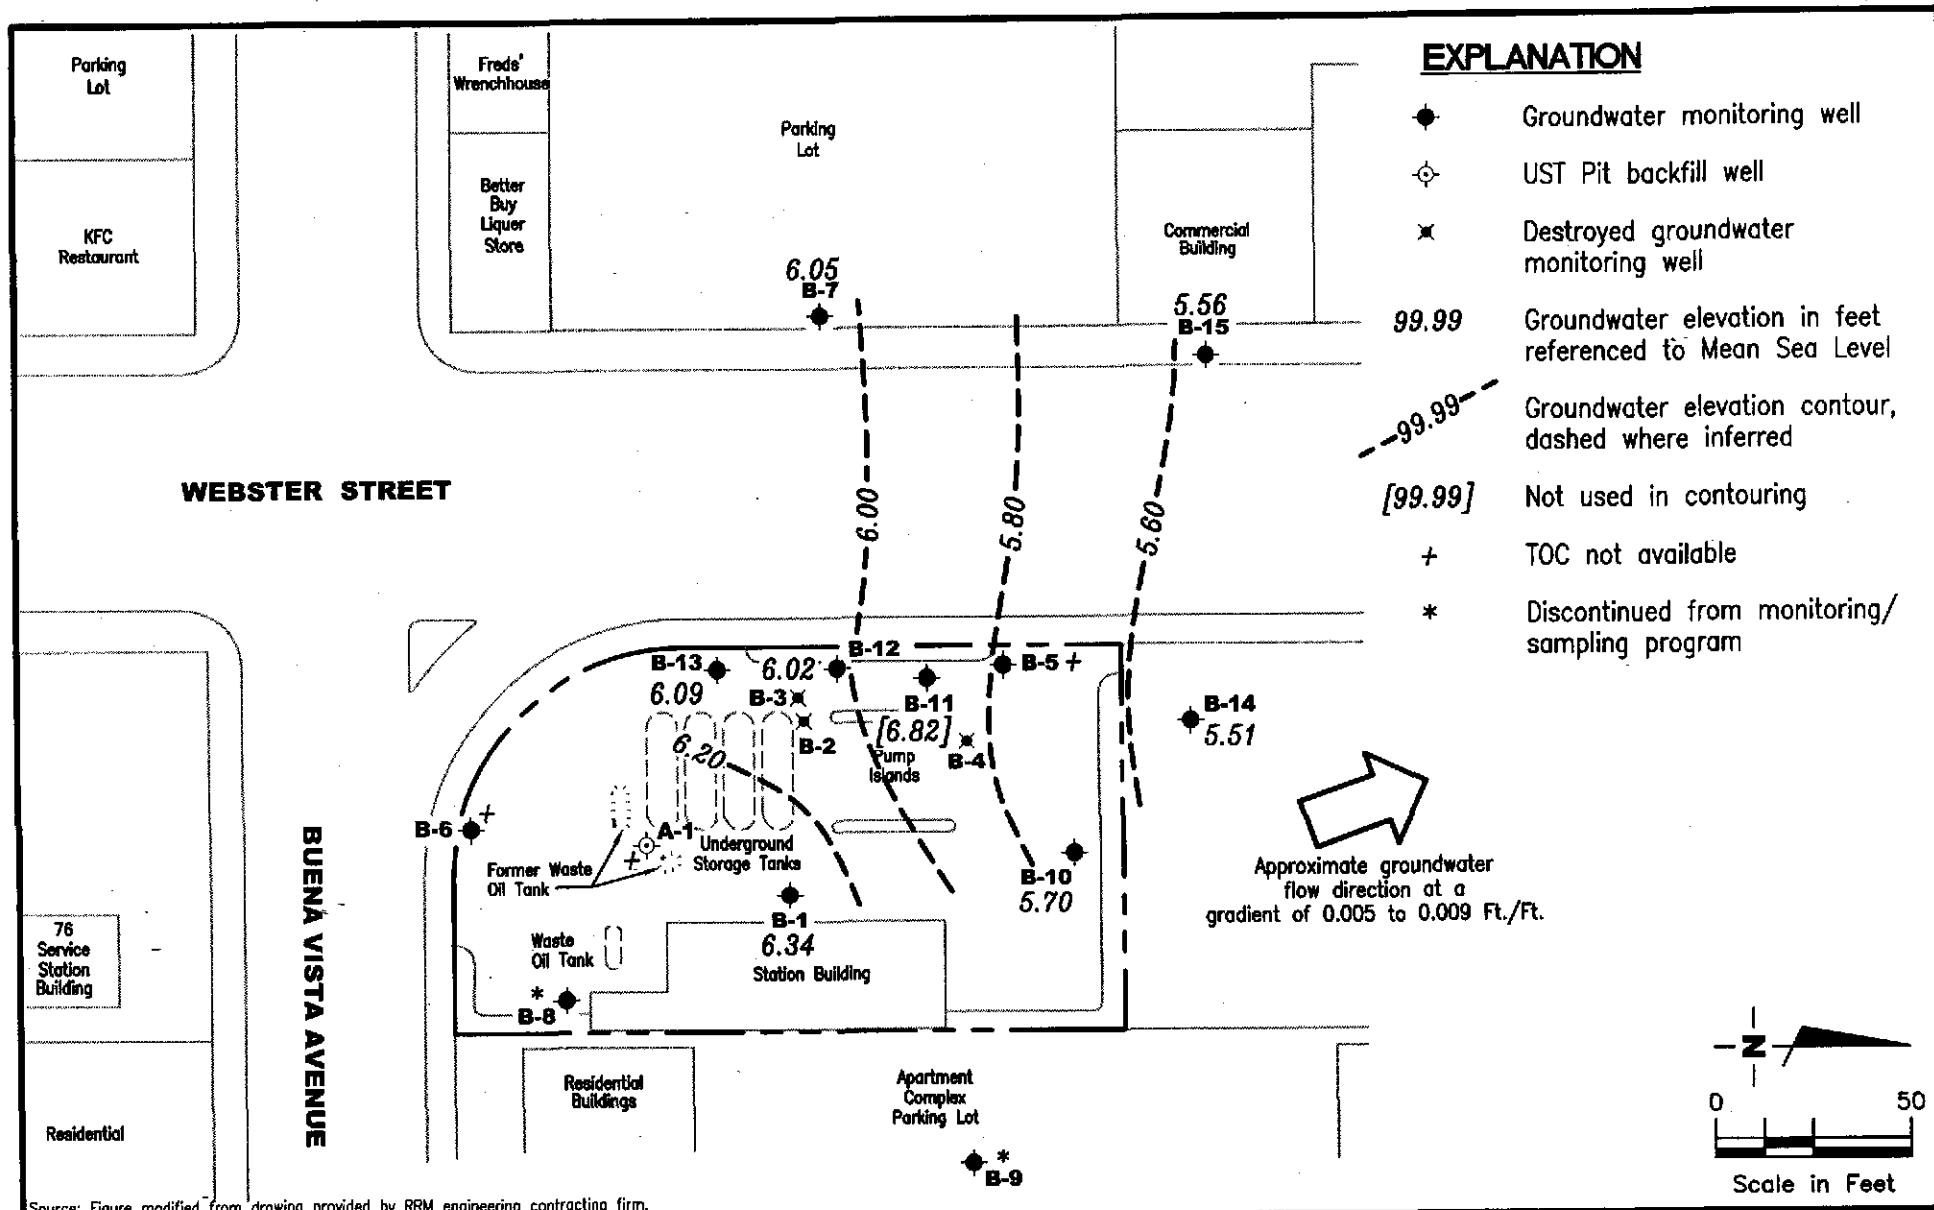 EXPLANATION
Groundwater monitoring well
UST Pit backfill well
Destroyed groundwater
monitoring well
99.99
Groundwater elevation in feet
referenced to Mean Sea Level
99.99
Groundwater elevation contour,
dashed where inferred
[99.99]
Not used in contouring
+
TOC not available
*
Discontinued from monitoring/
sampling program
Parking
Lot
Freds'
Wrenchhouse
Parking
Lot
Better
Buy
Liquer
Store
KFC
Restaurant
Commercial
Building
6.05
B-7
5.56
B-15
WEBSTER STREET
6.00
5.80
5.60
B-13
6.09
6.02
B-12
B-3
B-2
B-11
[6.82]
B-4
B-5 +
B-14
5.51
6.20
Pump
Islands
B-6
+
A-1
+
Underground
Storage Tanks
Former Waste
Oil Tank
B-10
5.70
B-1
6.34
Station Building
Waste
Oil Tank
*
B-8
BUENA VISTA AVENUE
76
Service
Station
Building
Approximate groundwater
flow direction at a
gradient of 0.005 to 0.009 Ft./Ft.
Residential
Buildings
Apartment
Complex
Parking Lot
Residential
*
B-9
N
0 50
Scale in Feet
Source: Figure modified from drawing provided by RRM engineering contracting firm.